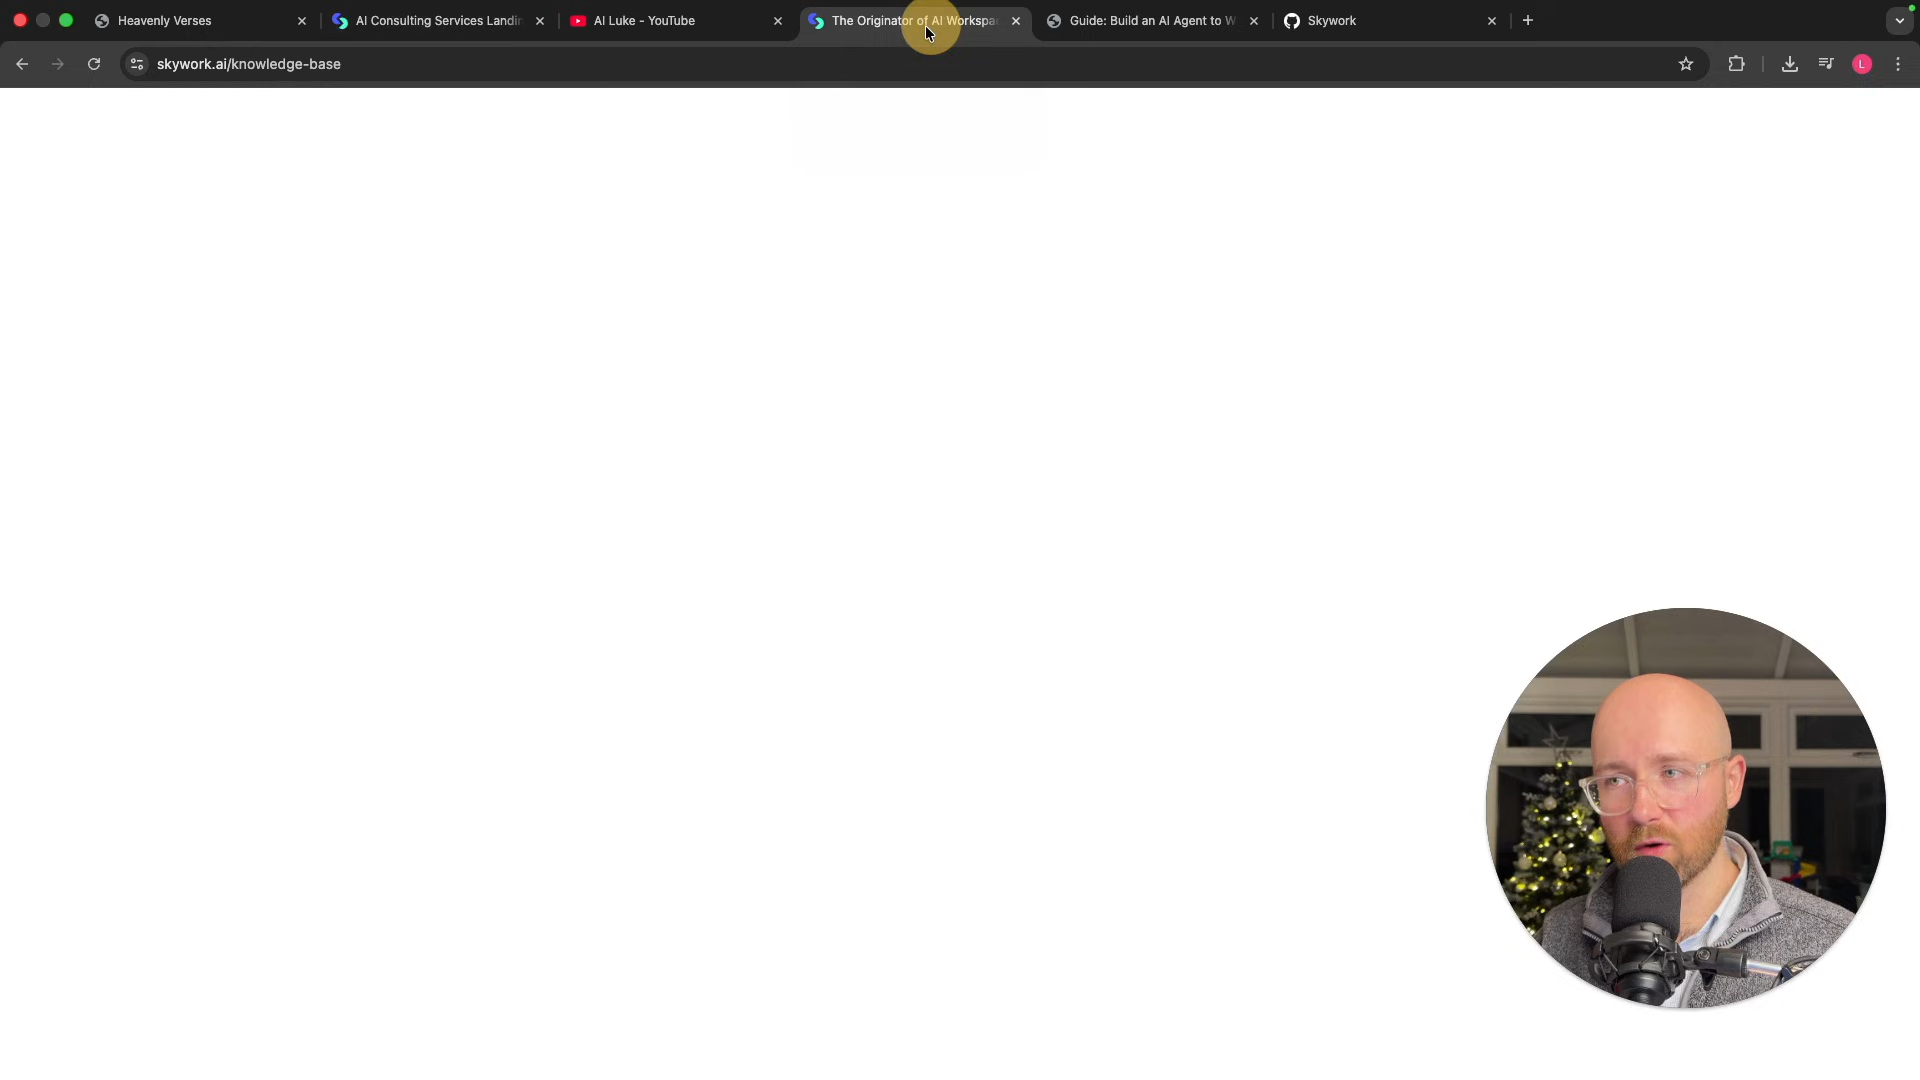 Heavenly Verses
AI Consulting Services Landin
AI Luke - YouTube
The Originator of AI Workspa
Guide: Build an AI Agent to W
Skywork
skywork.ai/knowledge-base
L